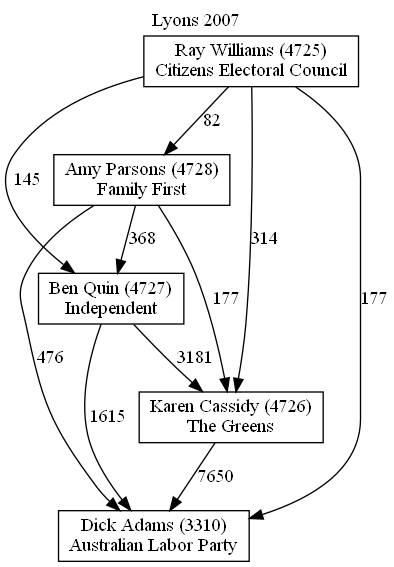 Lyons 2007
Ray Williams (4725)
Citizens Electoral Council
82
Amy Parsons (4728)
Family First
145
368
314
Ben Quin (4727)
Independent
177
177
476
3181
1615
Karen Cassidy (4726)
The Greens
7650
Dick Adams (3310)
Australian Labor Party